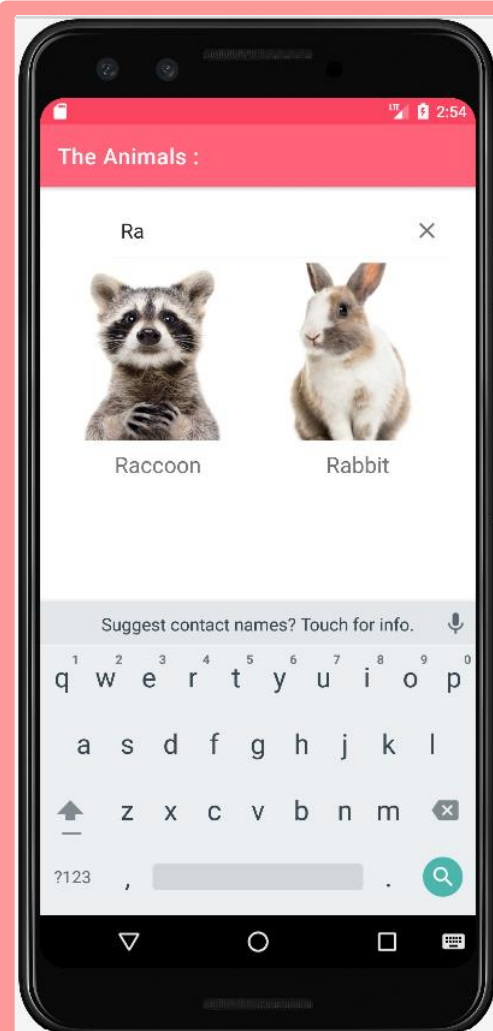 LTE 2:54
The Animals :
Ra
Raccoon Rabbit
Suggest contact names? Touch for info.
1 2 3 4 5 6 7 8 9 0
q w e r t y u i o p
a s d f g h j k l
z x c v b n m
?123 , .